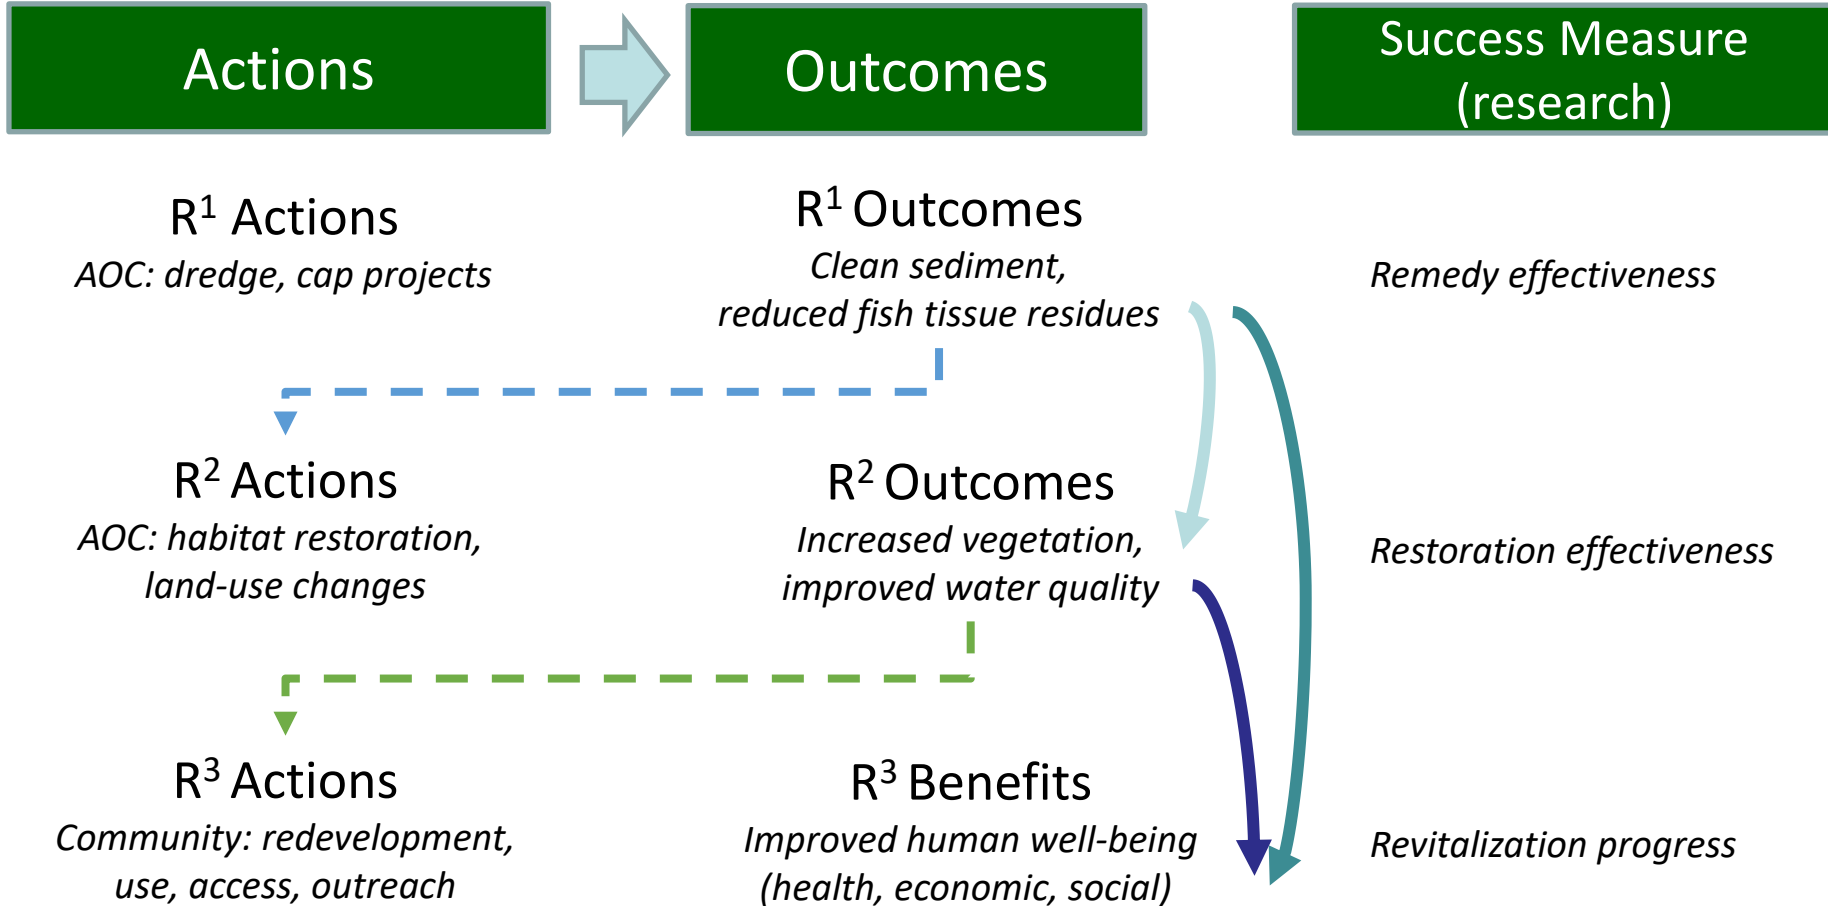 Actions
Outcomes
Success Measure
(research)
R¹ Actions
AOC: dredge, cap projects
R¹ Outcomes
Clean sediment,
reduced fish tissue residues
Remedy effectiveness
R² Actions
AOC: habitat restoration,
land-use changes
R² Outcomes
Increased vegetation,
improved water quality
Restoration effectiveness
R³ Actions
Community: redevelopment,
use, access, outreach
R³ Benefits
Improved human well-being
(health, economic, social)
Revitalization progress